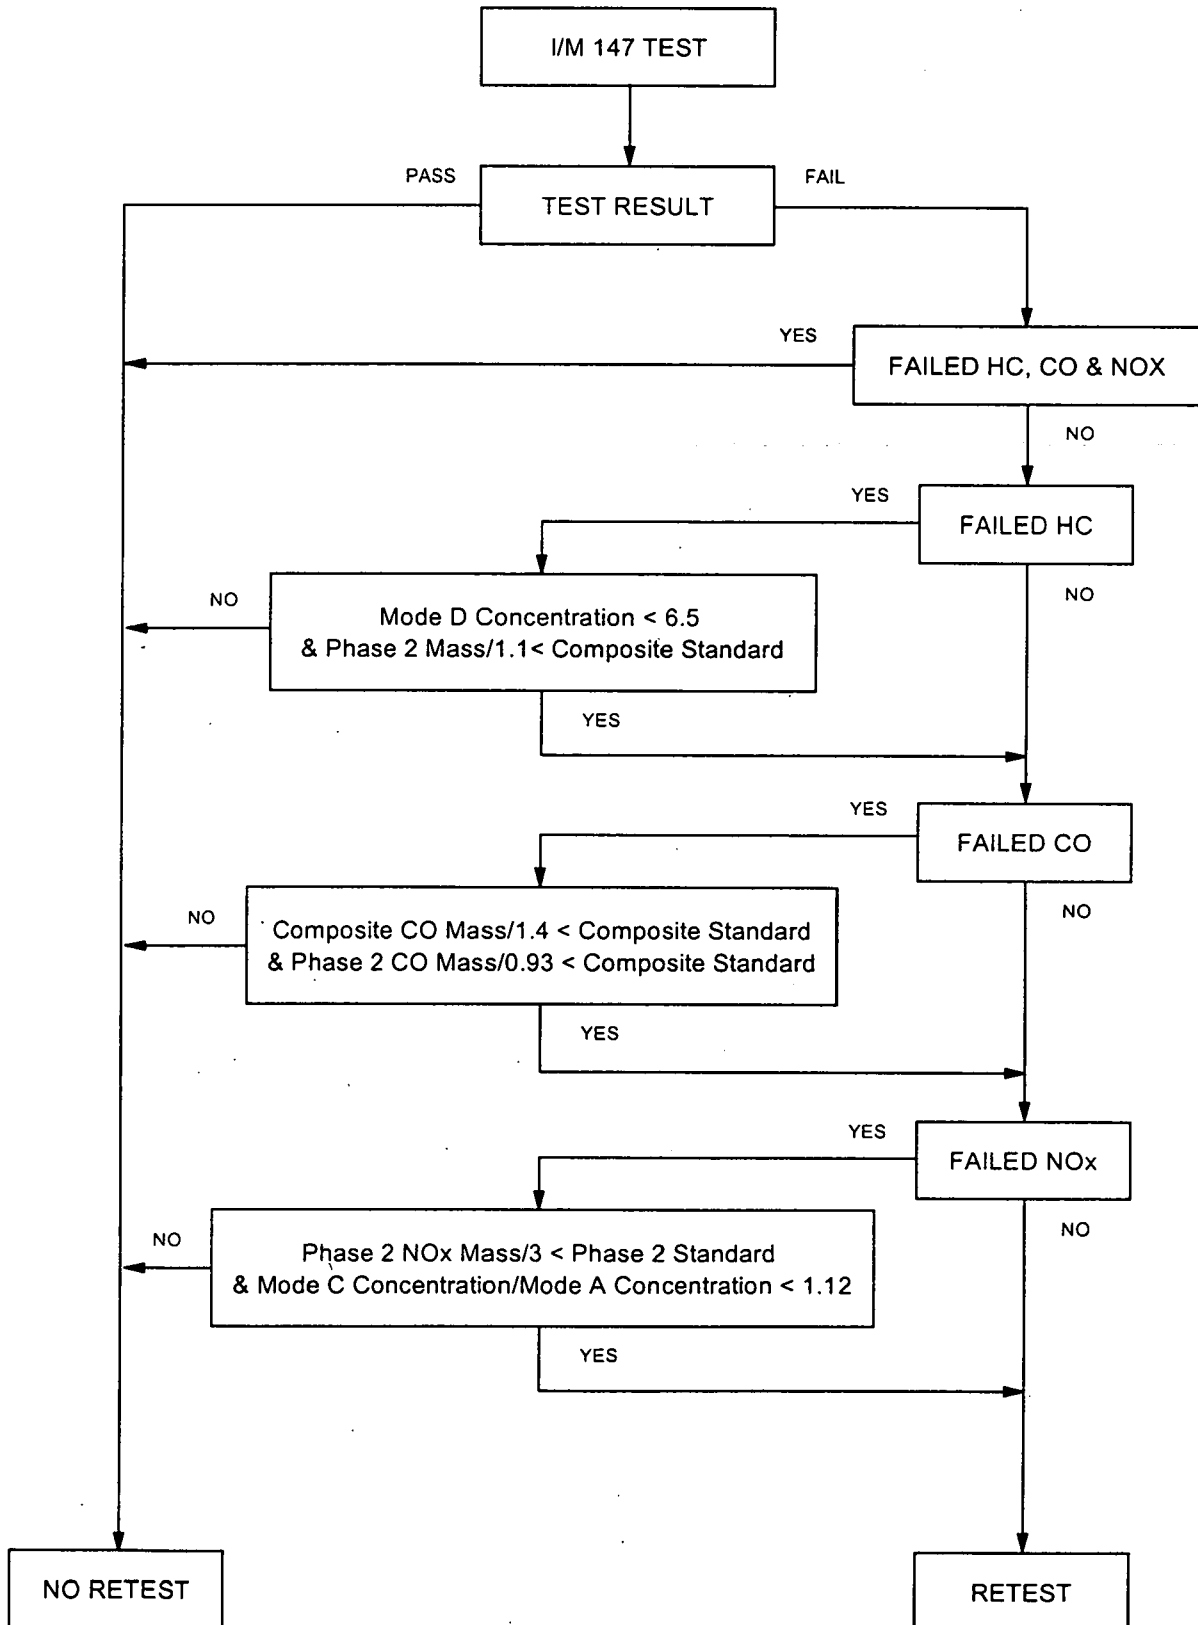 I/M 147 TEST
PASS
FAIL
TEST RESULT
YES
FAILED HC, CO & NOX
NO
YES
FAILED HC
NO
NO
Mode D Concentration < 6.5
& Phase 2 Mass/1.1< Composite Standard
YES
YES
FAILED CO
NO
NO
Composite CO Mass/1.4 < Composite Standard
& Phase 2 CO Mass/0.93 < Composite Standard
YES
YES
FAILED NOx
NO
NO
Phase 2 NOx Mass/3 < Phase 2 Standard
& Mode C Concentration/Mode A Concentration < 1.12
YES
NO RETEST
RETEST